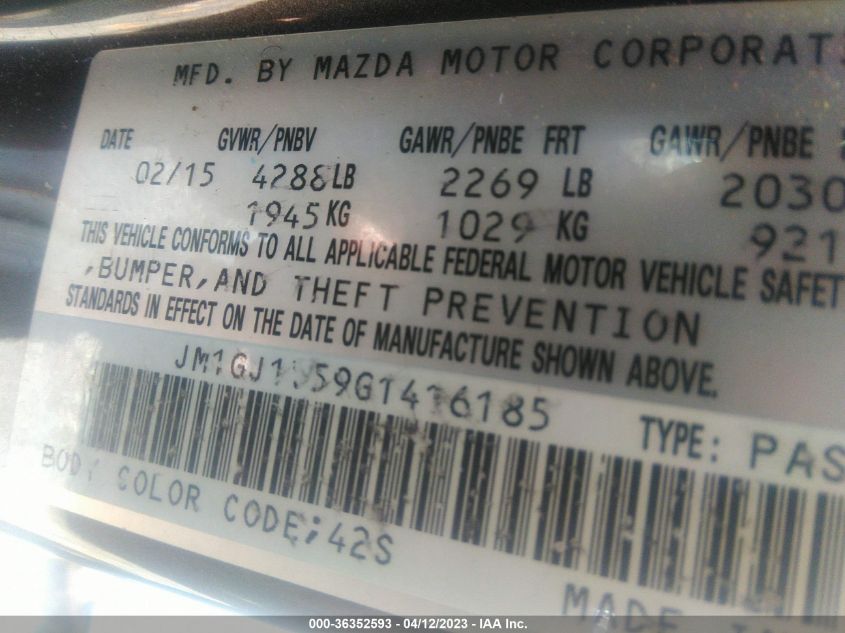 MFD. BY MAZDA MOTOR CORPORATI
DATE GVWR/PNBV GAWR/PNBE FRT GAWR/PNBE
02/15 4288LB 2269 LB 2030
1945KG 1029 KG 921
THIS VEHICLE CONFORMS TO ALL APPLICABLE FEDERAL MOTOR VEHICLE SAFET
,BUMPER,AND THEFT PREVENTION
STANDARDS IN EFFECT ON THE DATE OF MANUFACTURE SHOWN ABOVE.
JM1GJ1V59G1416185 TYPE: PAS
BODY COLOR CODE:42S
MADE
000-36352593 - 04/12/2023 - IAA Inc.